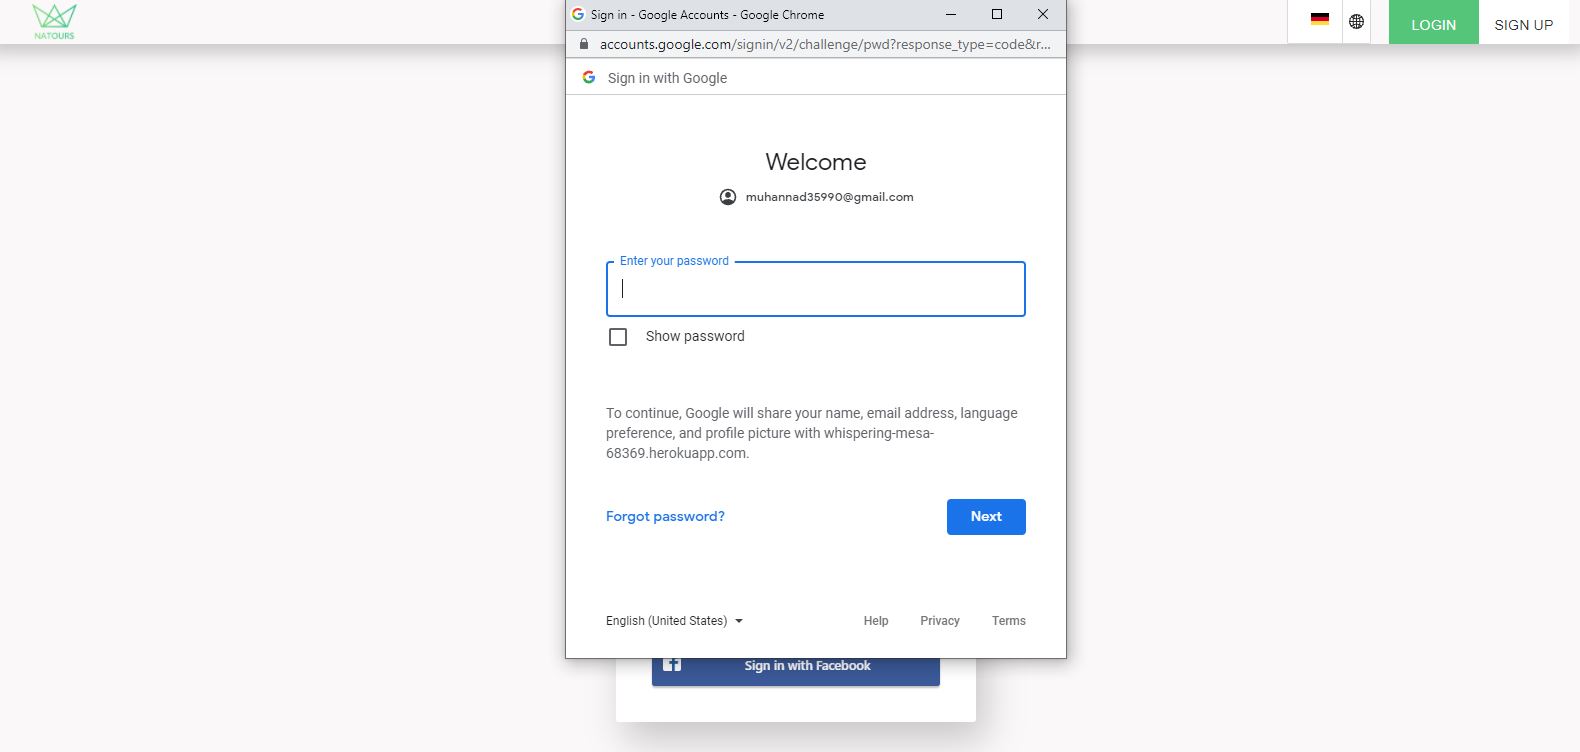 Sign in - Google Accounts - Google Chrome
NATOURS
LOGIN
SIGN UP
accounts.google.com/signin/v2/challenge/pwd?response_type=code&r...
Sign in with Google
Welcome
muhannad35990@gmail.com
Enter your password
Show password
To continue, Google will share your name, email address, language
preference, and profile picture with whispering-mesa-
68369.herokuapp.com.
Forgot password?
Next
English (United States)
Help
Privacy
Terms
Sign in with Facebook